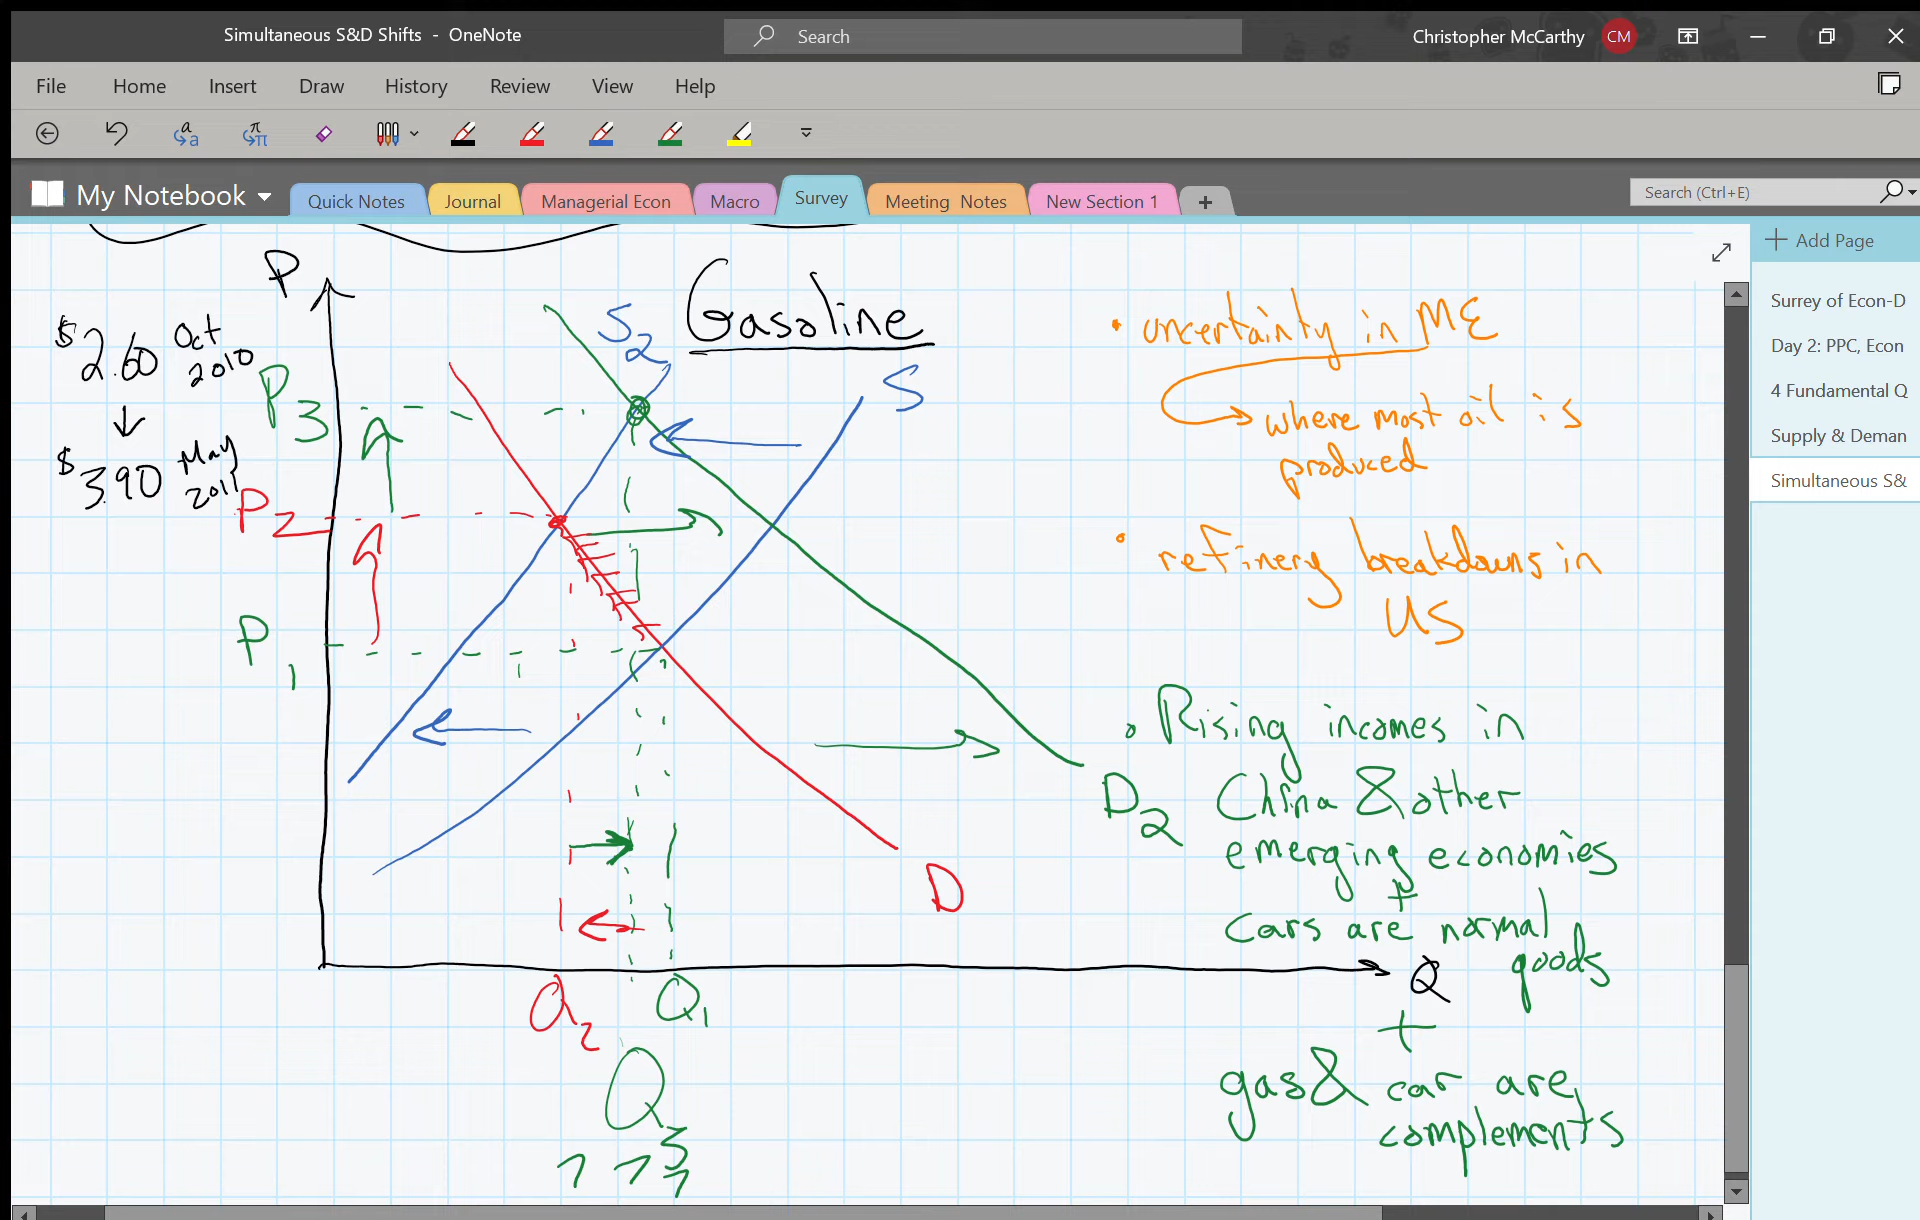 Simultaneous S&D Shifts - OneNote
Search
Christopher McCarthy
CM
File Home Insert Draw History Review View Help
My Notebook
Quick Notes
Journal
Managerial Econ
Macro
Survey
Meeting Notes
New Section 1
+
Search (Ctrl+E)
Add Page
Surrey of Econ-D
Day 2: PPC, Econ
4 Fundamental Q
Supply & Deman
Simultaneous S&
Gasoline
P
$2.60 Oct 2010
↓
$3.90 May 2011
P3
P2
P1
S2
S
D2
D
Q
Q2
Q1
Q3
• uncertainty in ME
→ where most oil is
produced
• refinery breakdowns in
US
• Rising incomes in
China & other
emerging economies
+
Cars are normal
goods
+
gas & car are
complements